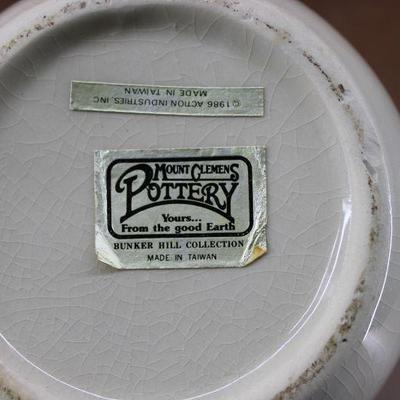 © 1986 ACTION INDUSTRIES, INC.
MADE IN TAIWAN
MOUNT CLEMENS
POTTERY
Yours...
From the good Earth
BUNKER HILL COLLECTION
MADE IN TAIWAN